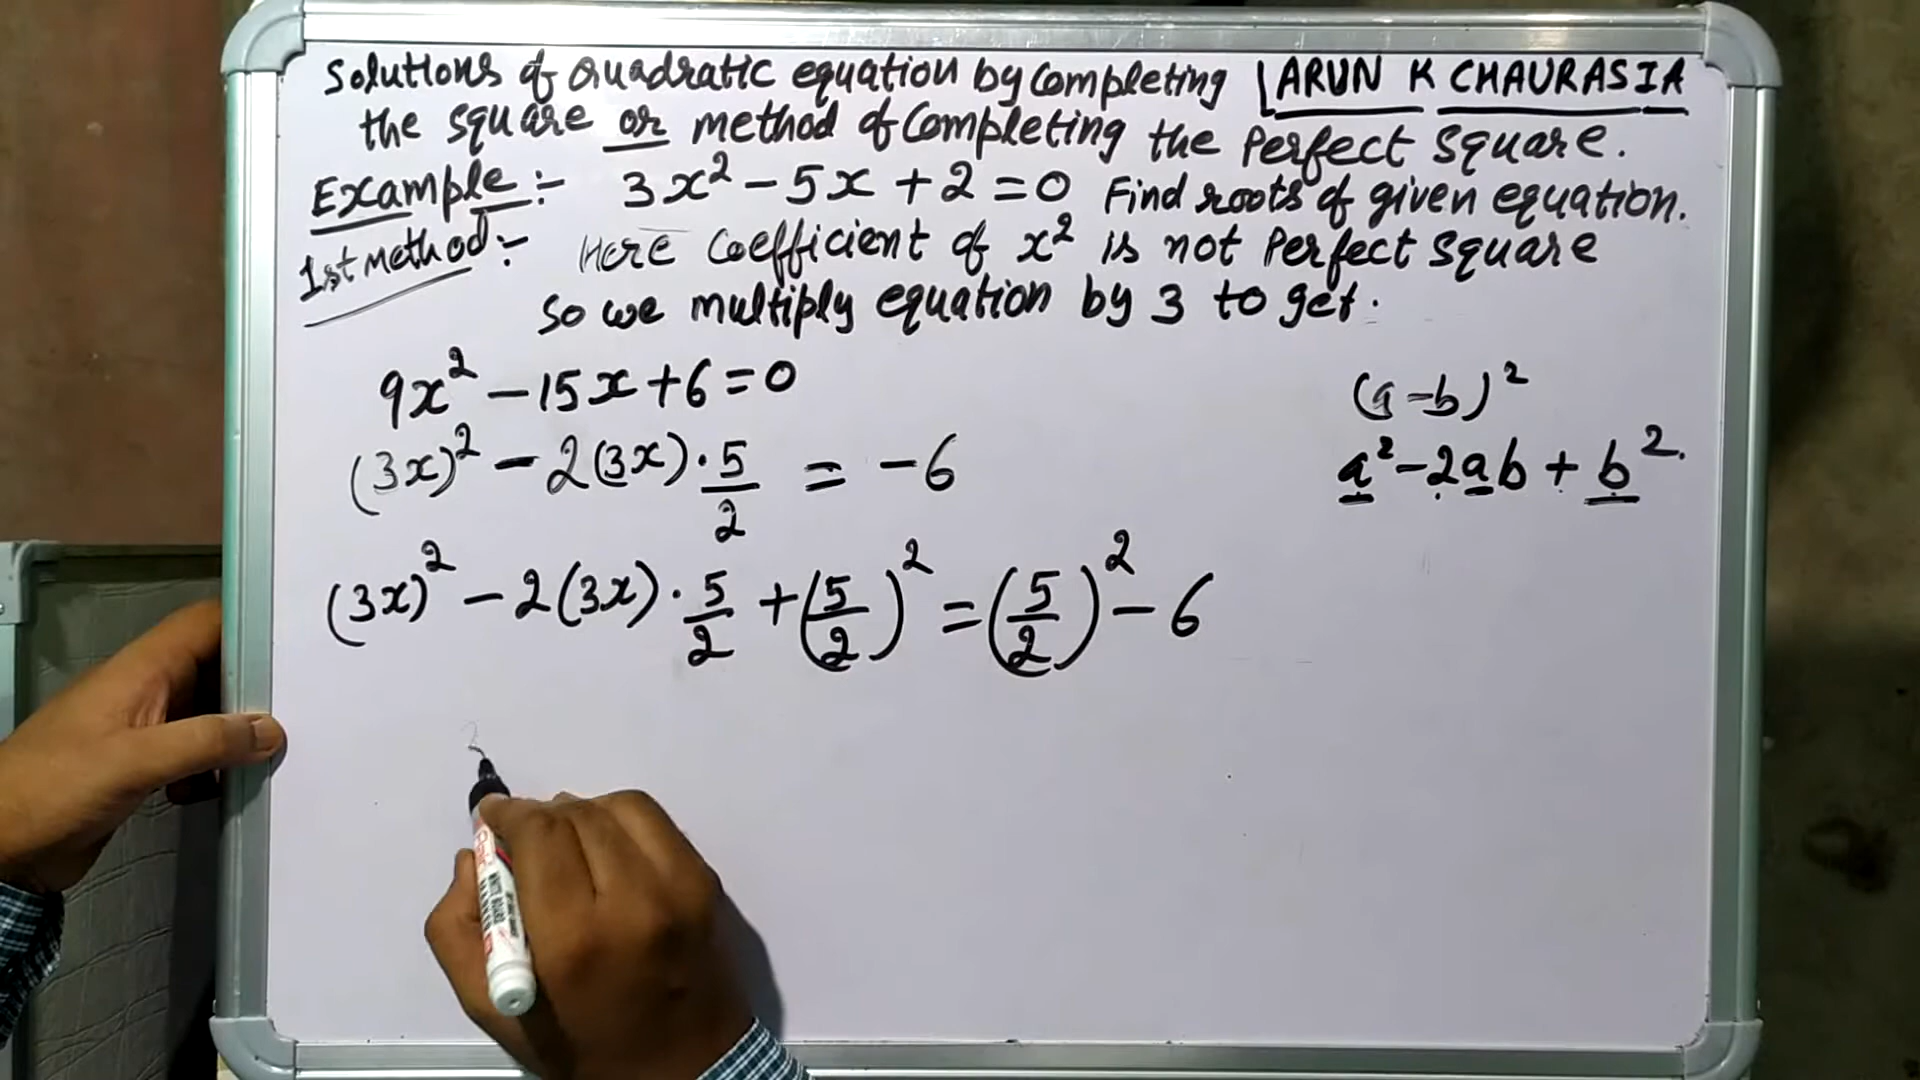 Solutions of Quadratic equation by Completing ARUN K CHAURASIA
the square or method of Completing the Perfect Square.
Example:- 3x² - 5x + 2 = 0 Find roots of given equation.
1st method:- Here Coefficient of x² is not Perfect Square
So we multiply equation by 3 to get.
9x² - 15x + 6 = 0
(3x)² - 2(3x)·5/2 = -6
(3x)² - 2(3x)·5/2 + (5/2)² = (5/2)² - 6
(a-b)²
a² - 2ab + b².